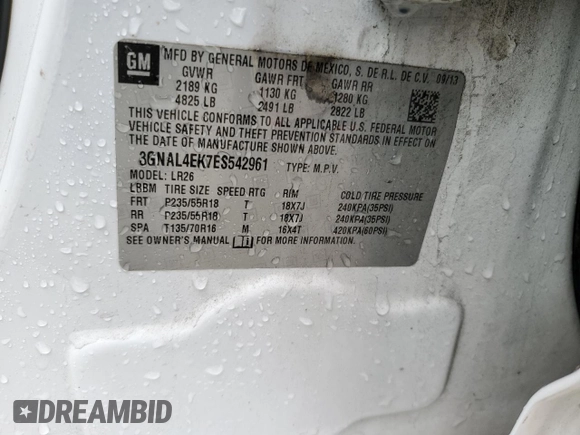 GM
MFD BY GENERAL MOTORS DE MEXICO, S. DE R.L. DE C.V. 09/13
GVWR GAWR FRT GAWR RR
2189 KG 1130 KG 1280 KG
4825 LB 2491 LB 2822 LB
THIS VEHICLE CONFORMS TO ALL APPLICABLE U.S. FEDERAL MOTOR
VEHICLE SAFETY AND THEFT PREVENTION STANDARDS IN EFFECT ON
THE DATE OF MANUFACTURE SHOWN ABOVE.
3GNAL4EK7ES542961 TYPE: M.P.V.
MODEL: LR26
LBBM TIRE SIZE SPEED RTG RIM COLD TIRE PRESSURE
FRT P235/55R18 T 18X7J 240KPA(35PSI)
RR P235/55R18 T 18X7J 240KPA(35PSI)
SPA T135/70R16 M 16X4T 420KPA(60PSI)
SEE OWNER'S MANUAL FOR MORE INFORMATION.
DREAMBID